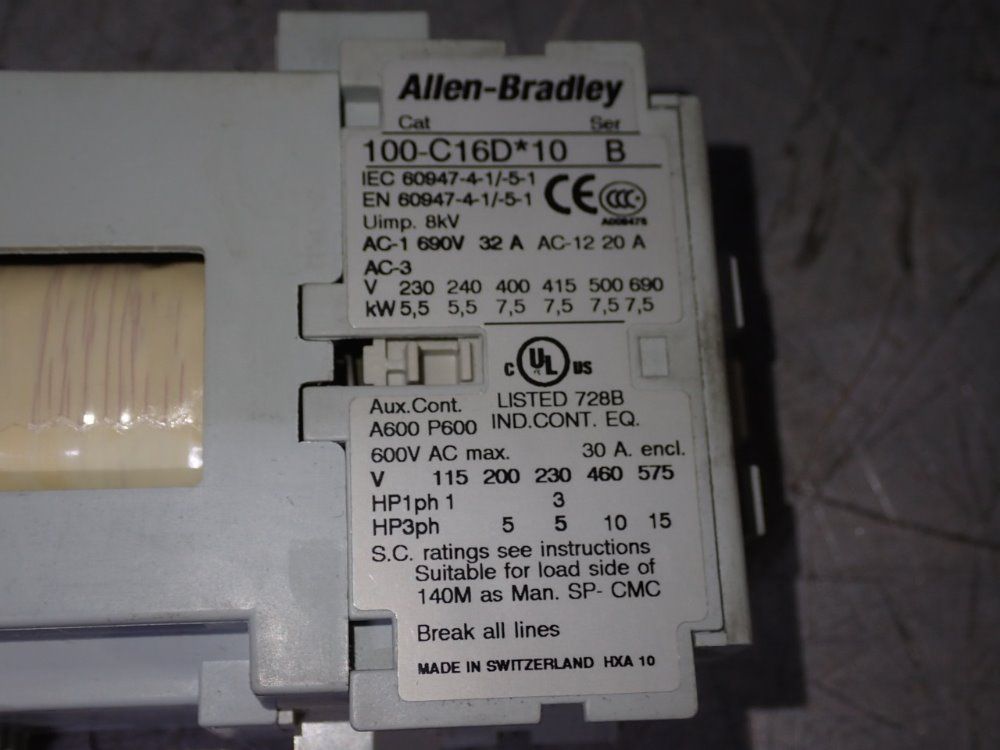 Allen-Bradley
Cat Ser
100-C16D*10 B
IEC 60947-4-1/-5-1
EN 60947-4-1/-5-1
CE CCC
Uimp. 8kV
AC-1 690V 32 A AC-12 20 A
AC-3
V 230 240 400 415 500 690
kW 5,5 5,5 7,5 7,5 7,5 7,5
C UL US
Aux.Cont. LISTED 728B
A600 P600 IND.CONT. EQ.
600V AC max. 30 A. encl.
V 115 200 230 460 575
HP1ph 1 3
HP3ph 5 5 10 15
S.C. ratings see instructions
Suitable for load side of
140M as Man. SP- CMC
Break all lines
MADE IN SWITZERLAND HXA 10